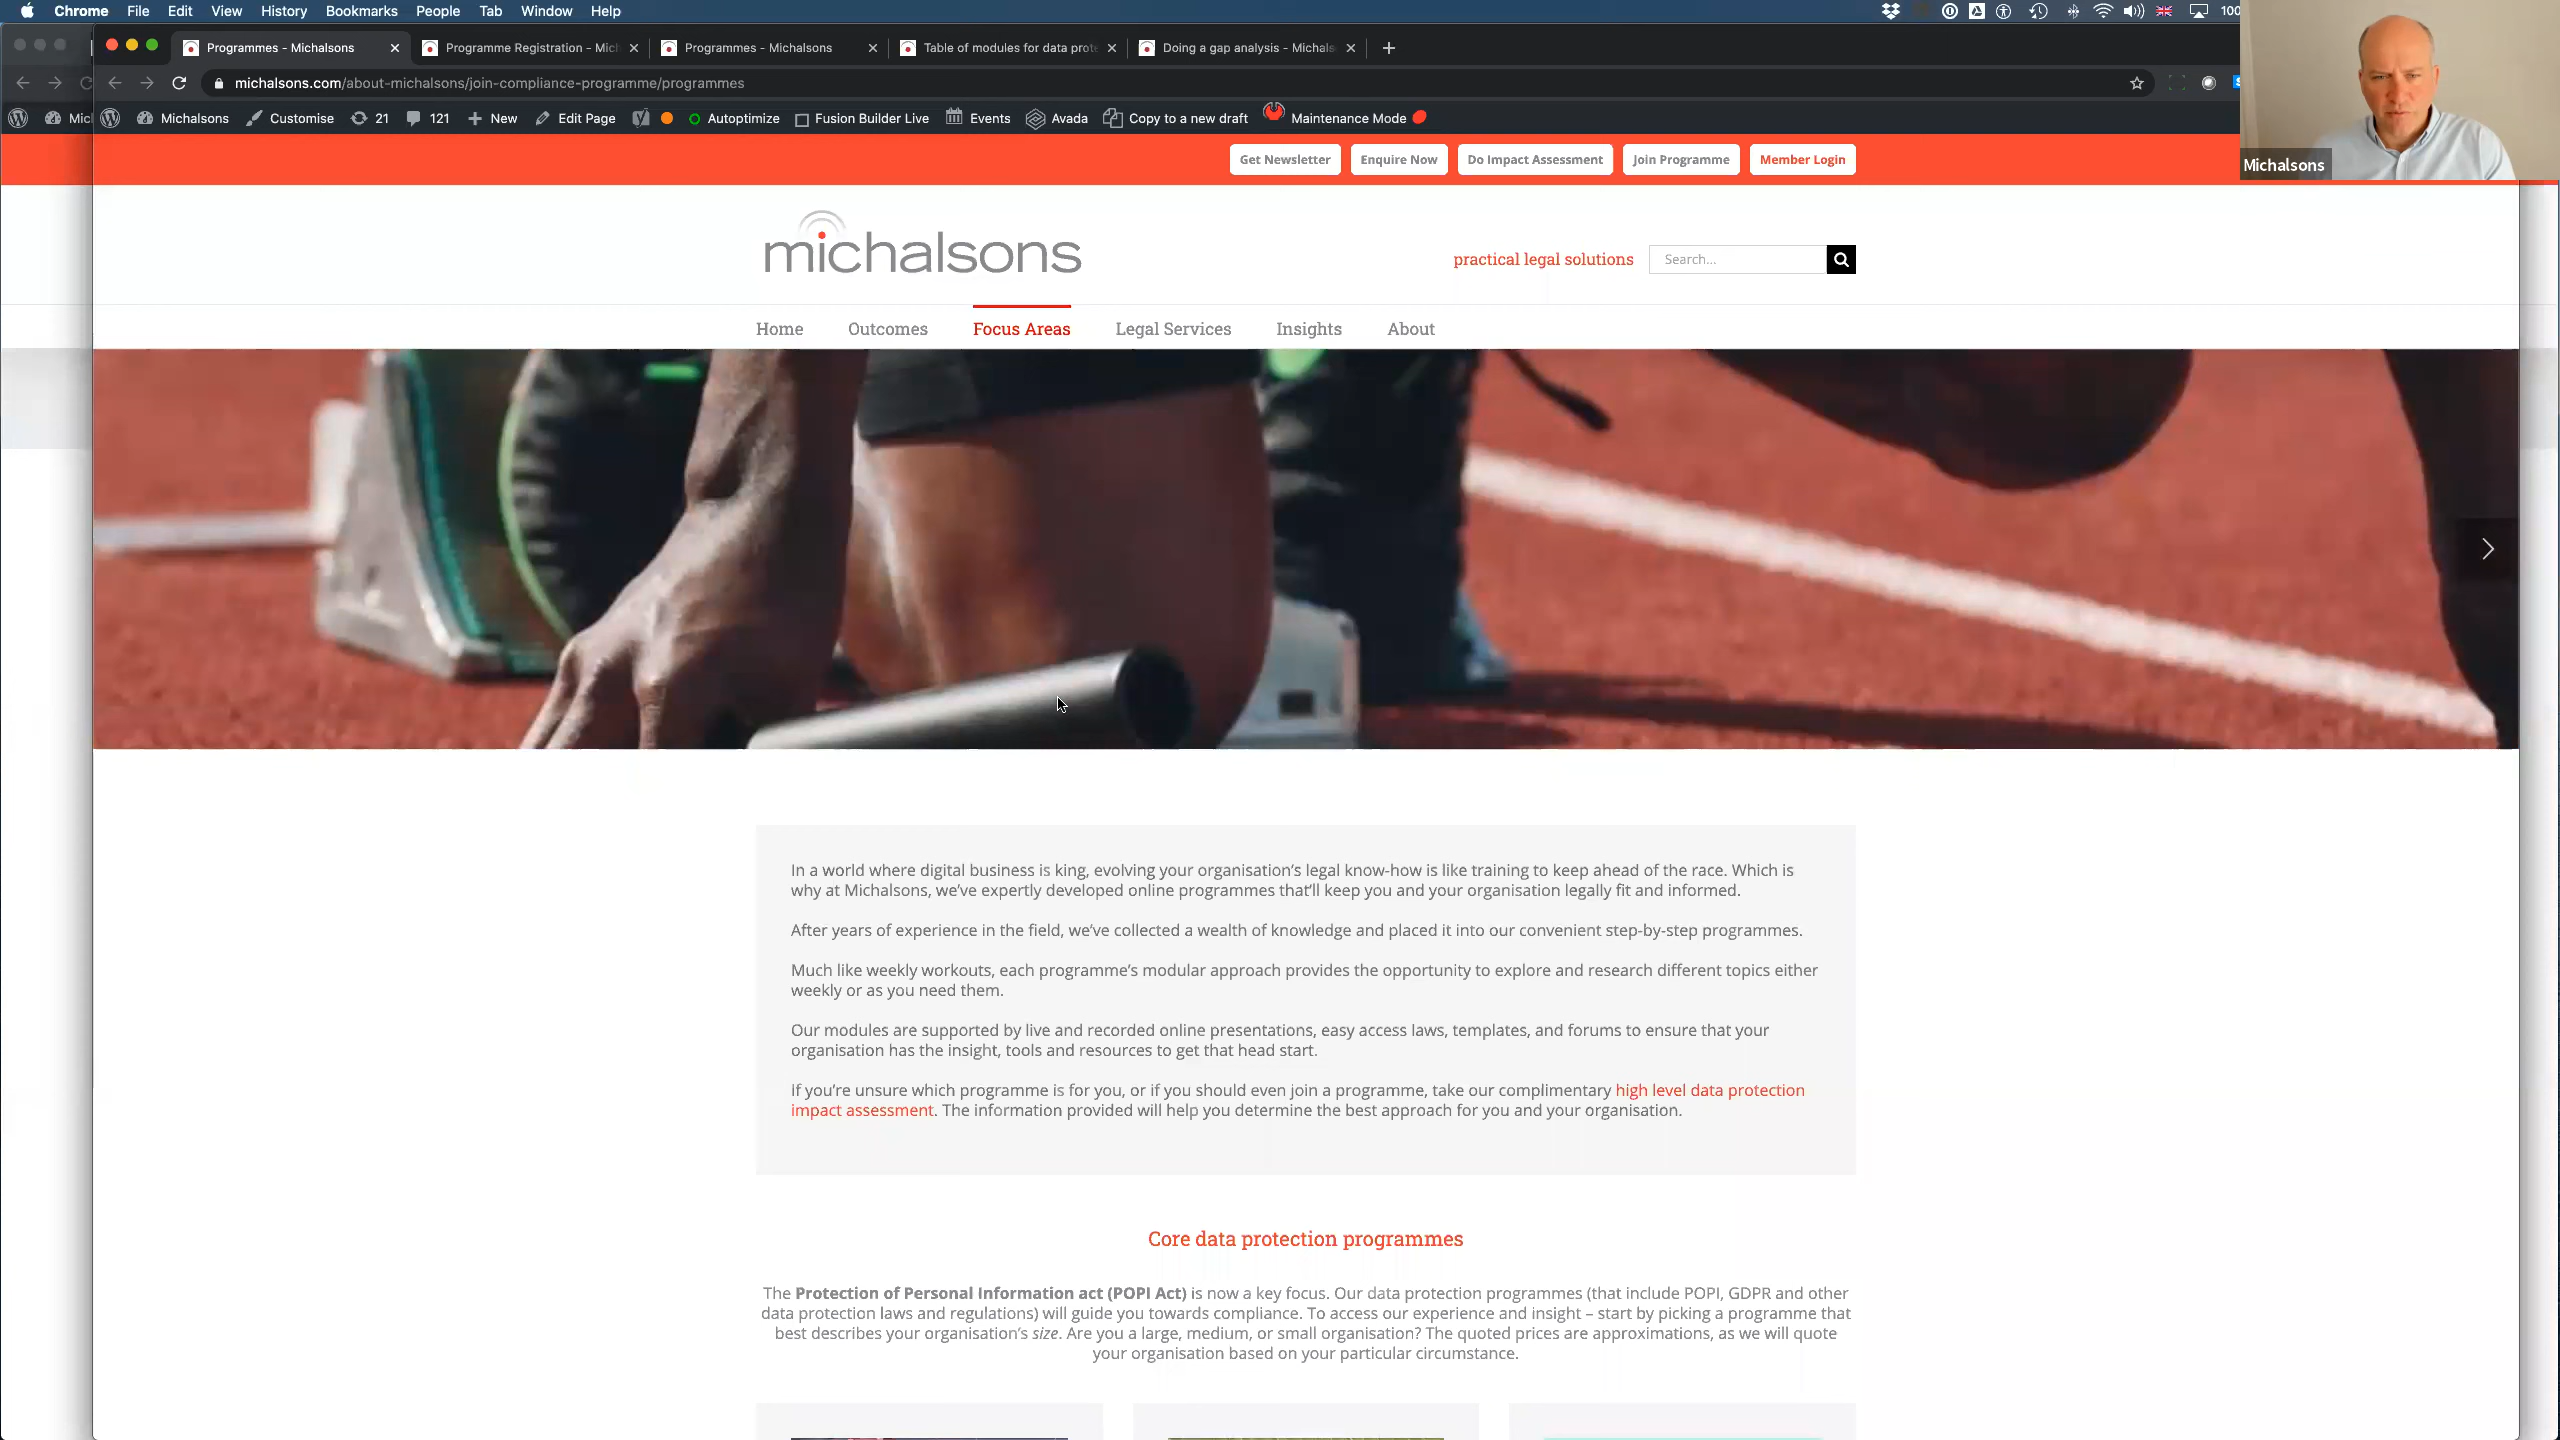 Chrome File Edit View History Bookmarks People Tab Window Help 100
Programmes - Michalsons
Programme Registration - Mich
Programmes - Michalsons
Table of modules for data prote
Doing a gap analysis - Michals
michalsons.com/about-michalsons/join-compliance-programme/programmes
Mic Michalsons Customise 21 121 New Edit Page Autoptimize Fusion Builder Live Events Avada Copy to a new draft Maintenance Mode
Michalsons
Get Newsletter Enquire Now Do Impact Assessment Join Programme Member Login
michalsons
practical legal solutions Search...
Home Outcomes Focus Areas Legal Services Insights About
In a world where digital business is king, evolving your organisation's legal know-how is like training to keep ahead of the race. Which is
why at Michalsons, we've expertly developed online programmes that'll keep you and your organisation legally fit and informed.
After years of experience in the field, we've collected a wealth of knowledge and placed it into our convenient step-by-step programmes.
Much like weekly workouts, each programme's modular approach provides the opportunity to explore and research different topics either
weekly or as you need them.
Our modules are supported by live and recorded online presentations, easy access laws, templates, and forums to ensure that your
organisation has the insight, tools and resources to get that head start.
If you're unsure which programme is for you, or if you should even join a programme, take our complimentary high level data protection
impact assessment. The information provided will help you determine the best approach for you and your organisation.
Core data protection programmes
The Protection of Personal Information act (POPI Act) is now a key focus. Our data protection programmes (that include POPI, GDPR and other
data protection laws and regulations) will guide you towards compliance. To access our experience and insight – start by picking a programme that
best describes your organisation's size. Are you a large, medium, or small organisation? The quoted prices are approximations, as we will quote
your organisation based on your particular circumstance.